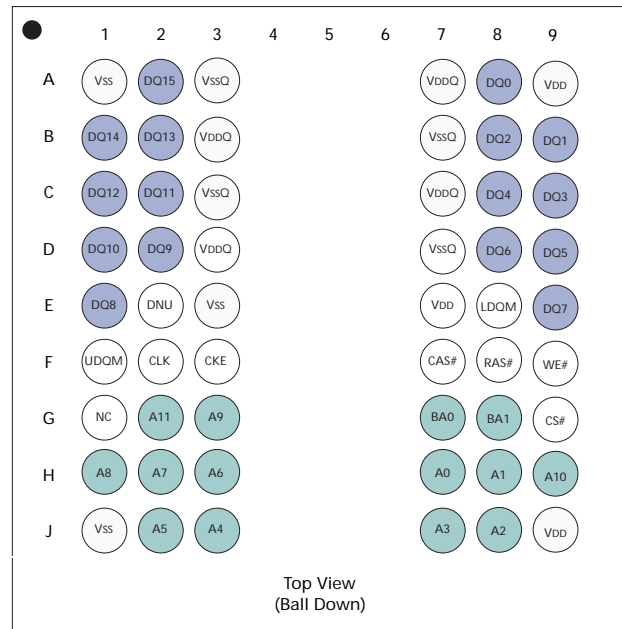 1 2 3 4 5 6 7 8 9
A VSS DQ15 VSSQ VDDQ DQ0 VDD
B DQ14 DQ13 VDDQ VSSQ DQ2 DQ1
C DQ12 DQ11 VSSQ VDDQ DQ4 DQ3
D DQ10 DQ9 VDDQ VSSQ DQ6 DQ5
E DQ8 DNU VSS VDD LDQM DQ7
F UDQM CLK CKE CAS# RAS# WE#
G NC A11 A9 BA0 BA1 CS#
H A8 A7 A6 A0 A1 A10
J VSS A5 A4 A3 A2 VDD
Top View
(Ball Down)